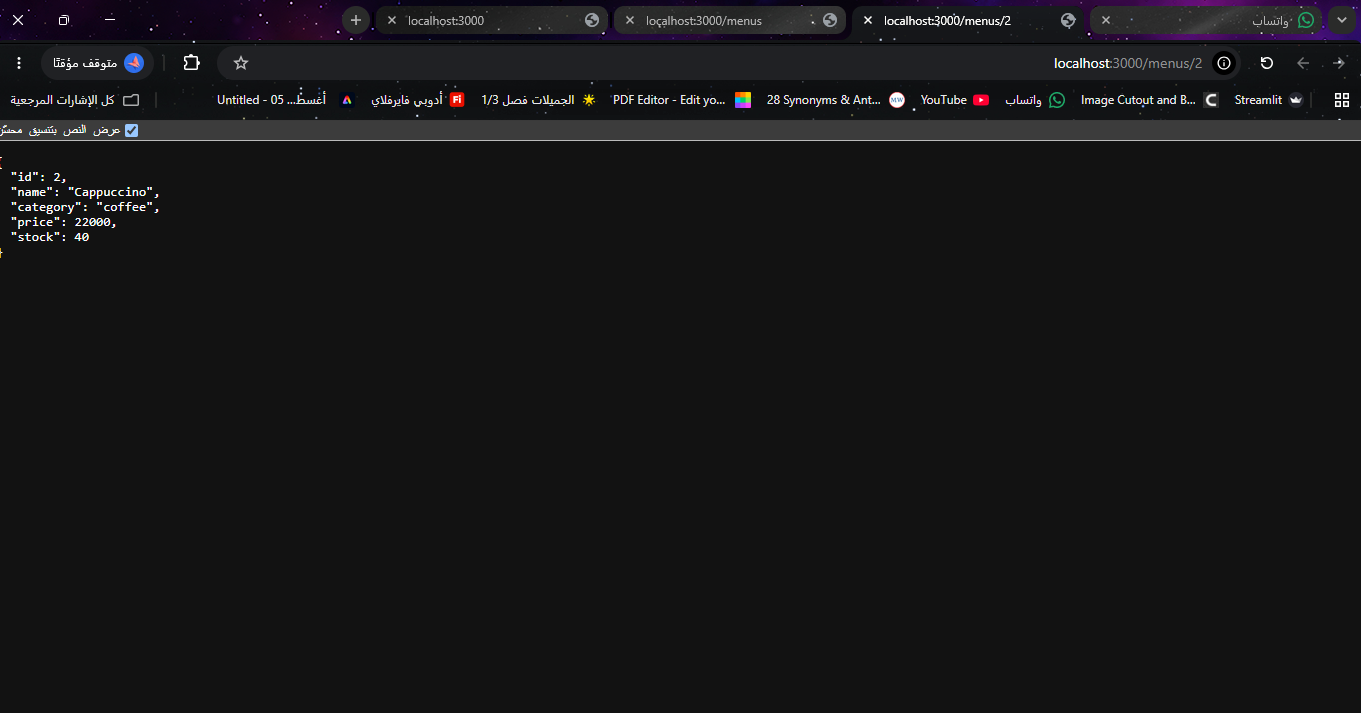 localhost:3000
localhost:3000/menus
localhost:3000/menus/2
واتساب
متوقف مؤقتًا
localhost:3000/menus/2
كل الإشارات المرجعية
Untitled - 05 أغسط...
أدوبي فايرفلاي
الجميلات فصل 1/3
PDF Editor - Edit yo...
28 Synonyms & Ant...
YouTube
واتساب
Image Cutout and B...
Streamlit
عرض النص بتنسيق محسّن
{
"id": 2,
"name": "Cappuccino",
"category": "coffee",
"price": 22000,
"stock": 40
}